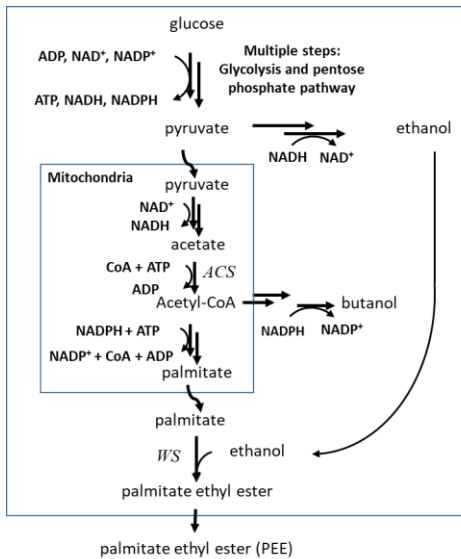 glucose
ADP, NAD⁺, NADP⁺
Multiple steps:
Glycolysis and pentose
phosphate pathway
ATP, NADH, NADPH
pyruvate
ethanol
NADH
NAD⁺
Mitochondria
pyruvate
NAD⁺
NADH
acetate
CoA + ATP
ACS
ADP
Acetyl-CoA
butanol
NADPH + ATP
NADPH
NADP⁺
NADP⁺ + CoA + ADP
palmitate
palmitate
WS
ethanol
palmitate ethyl ester
palmitate ethyl ester (PEE)